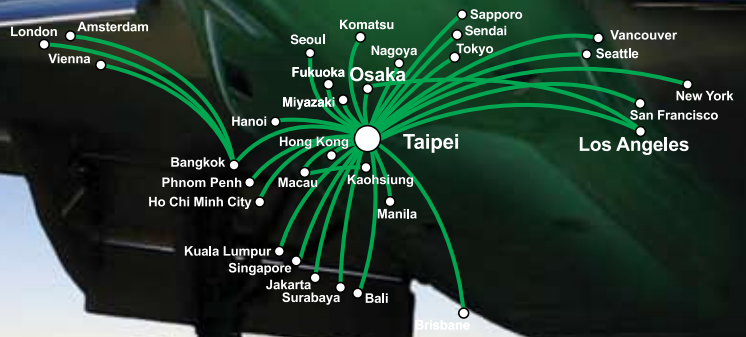 London
Amsterdam
Vienna
Seoul
Komatsu
Nagoya
Sapporo
Sendai
Tokyo
Vancouver
Seattle
Fukuoka
Osaka
Miyazaki
New York
San Francisco
Hanoi
Hong Kong
Taipei
Los Angeles
Bangkok
Phnom Penh
Macau
Kaohsiung
Ho Chi Minh City
Manila
Kuala Lumpur
Singapore
Jakarta
Surabaya
Bali
Brisbane